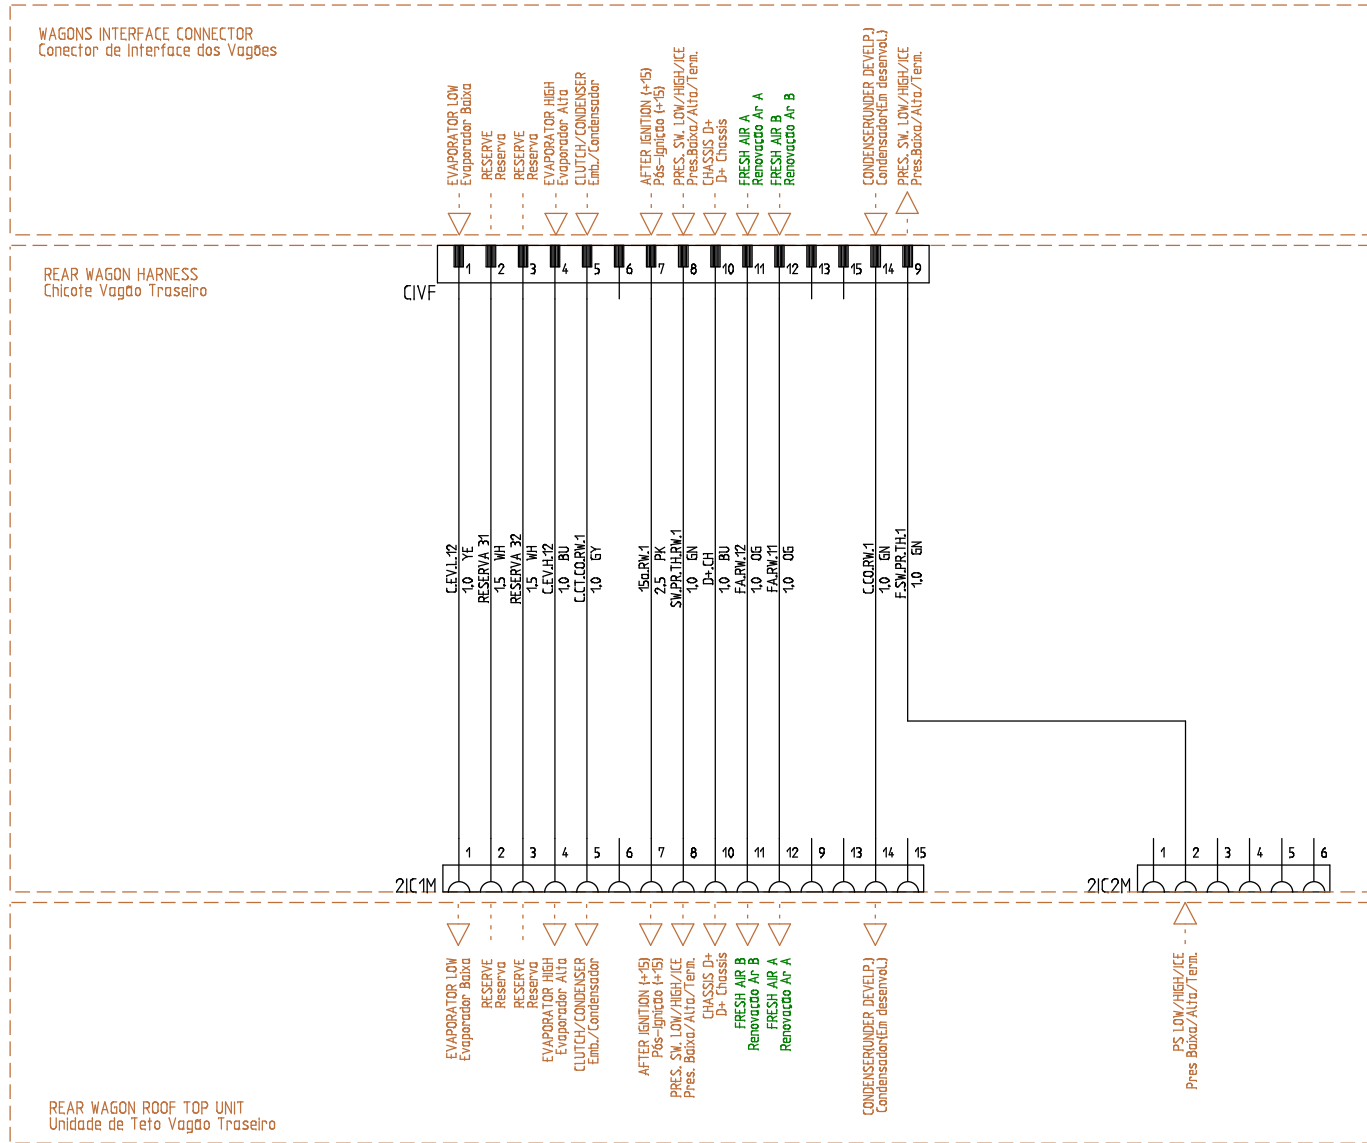 WAGONS INTERFACE CONNECTOR
Conector de Interface dos Vagões
EVAPORATOR LOW
Evaporador Baixa
RESERVE
Reserva
RESERVE
Reserva
EVAPORATOR HIGH
Evaporador Alta
CLUTCH/CONDENSER
Emb./Condensador
AFTER IGNITION (+15)
Pós-Ignição (+15)
PRES. SW. LOW/HIGH/ICE
Pres.Baixa/Alta/Term.
CHASSIS D+
D+ Chassis
FRESH AIR A
Renovação Ar A
FRESH AIR B
Renovação Ar B
CONDENSER(UNDER DEVELP.)
Condensador(Em desenvol.)
PRES. SW. LOW/HIGH/ICE
Pres.Baixa/Alta/Term.
REAR WAGON HARNESS
Chicote Vagão Traseiro
CIVF
1 2 3 4 5 6 7 8 10 11 12 13 15 14 9
C.EV.L.12
1.0 YE
RESERVA 31
1,5 WH
RESERVA 32
1,5 WH
C.EV.H.12
1.0 BU
C.CT.CO.RW.1
1.0 GY
15a.RW.1
2,5 PK
SW.PR.TH.RW.1
1.0 GN
D+.CH
1.0 BU
F.A.RW.12
1.0 OG
F.A.RW.11
1.0 OG
C.CO.RW.1
1.0 GN
F.SW.PR.TH.1
1.0 GN
2IC1M
1 2 3 4 5 6 7 8 10 11 12 9 13 14 15
2IC2M
1 2 3 4 5 6
EVAPORATOR LOW
Evaporador Baixa
RESERVE
Reserva
RESERVE
Reserva
EVAPORATOR HIGH
Evaporador Alta
CLUTCH/CONDENSER
Emb./Condensador
AFTER IGNITION (+15)
Pós-Ignição (+15)
PRES. SW. LOW/HIGH/ICE
Pres. Baixa/Alta/Term.
CHASSIS D+
D+ Chassis
FRESH AIR B
Renovação Ar B
FRESH AIR A
Renovação Ar A
CONDENSER(UNDER DEVELP.)
Condensador(Em desenvol.)
PS LOW/HIGH/ICE
Pres Baixa/Alta/Term.
REAR WAGON ROOF TOP UNIT
Unidade de Teto Vagão Traseiro